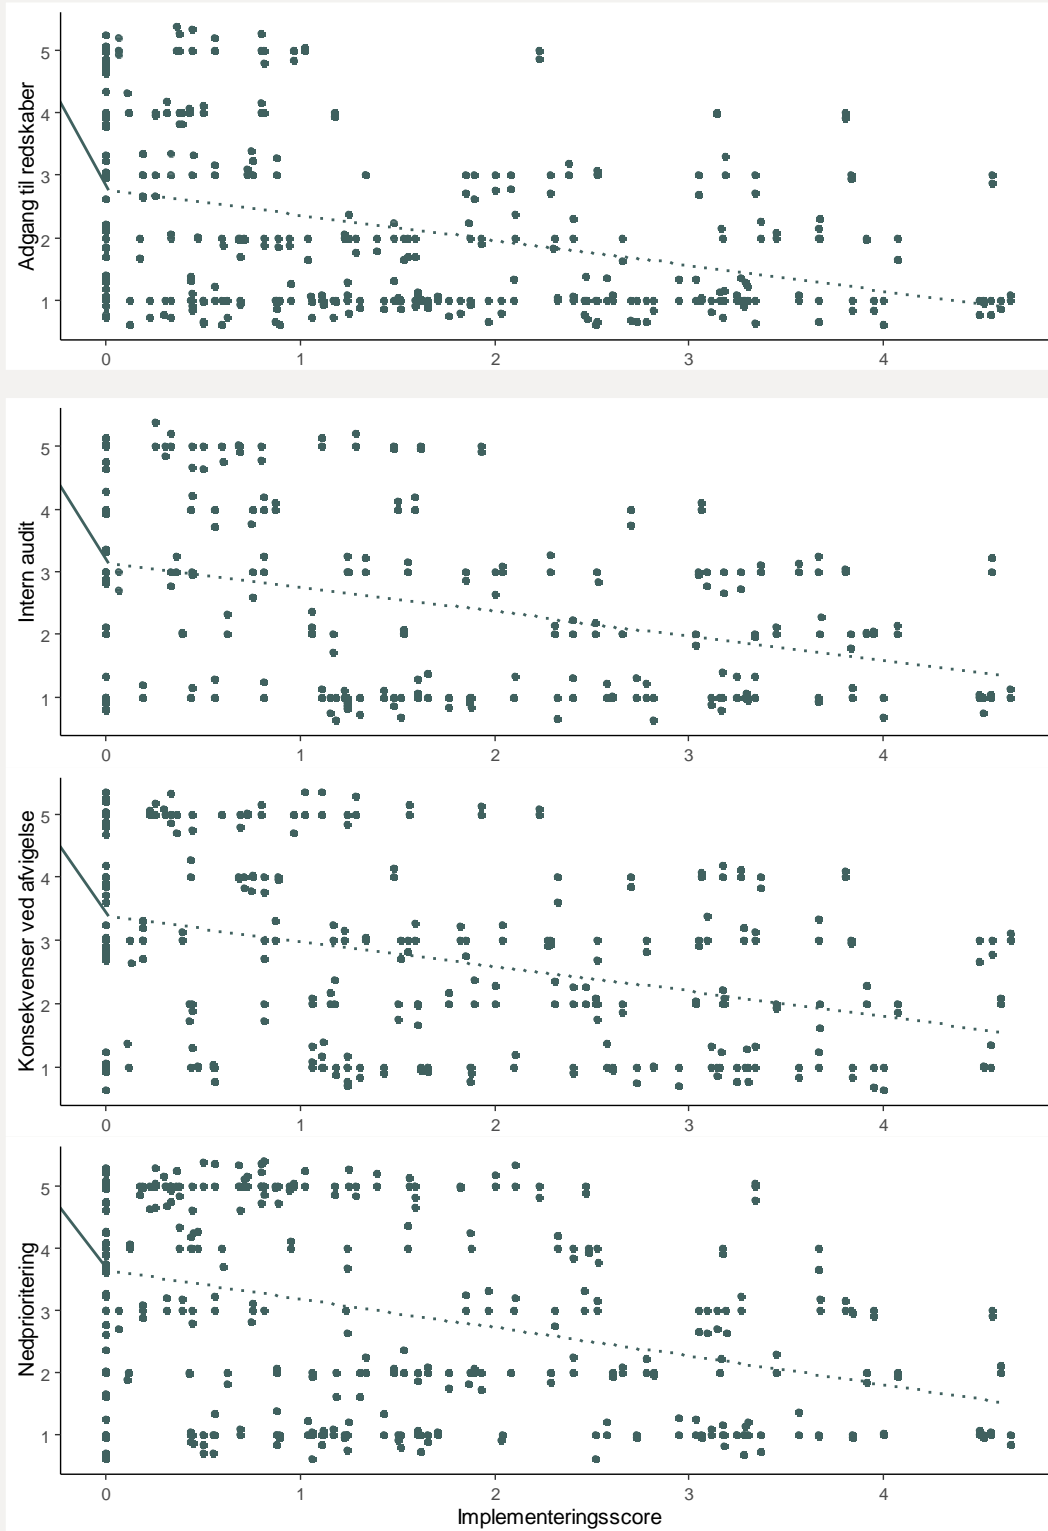 Adgang til redskaber
5
4
3
2
1
0 1 2 3 4
Intern audit
5
4
3
2
1
0 1 2 3 4
Konsekvenser ved afvigelse
5
4
3
2
1
0 1 2 3 4
Nedprioritering
5
4
3
2
1
0 1 2 3 4
Implementeringsscore